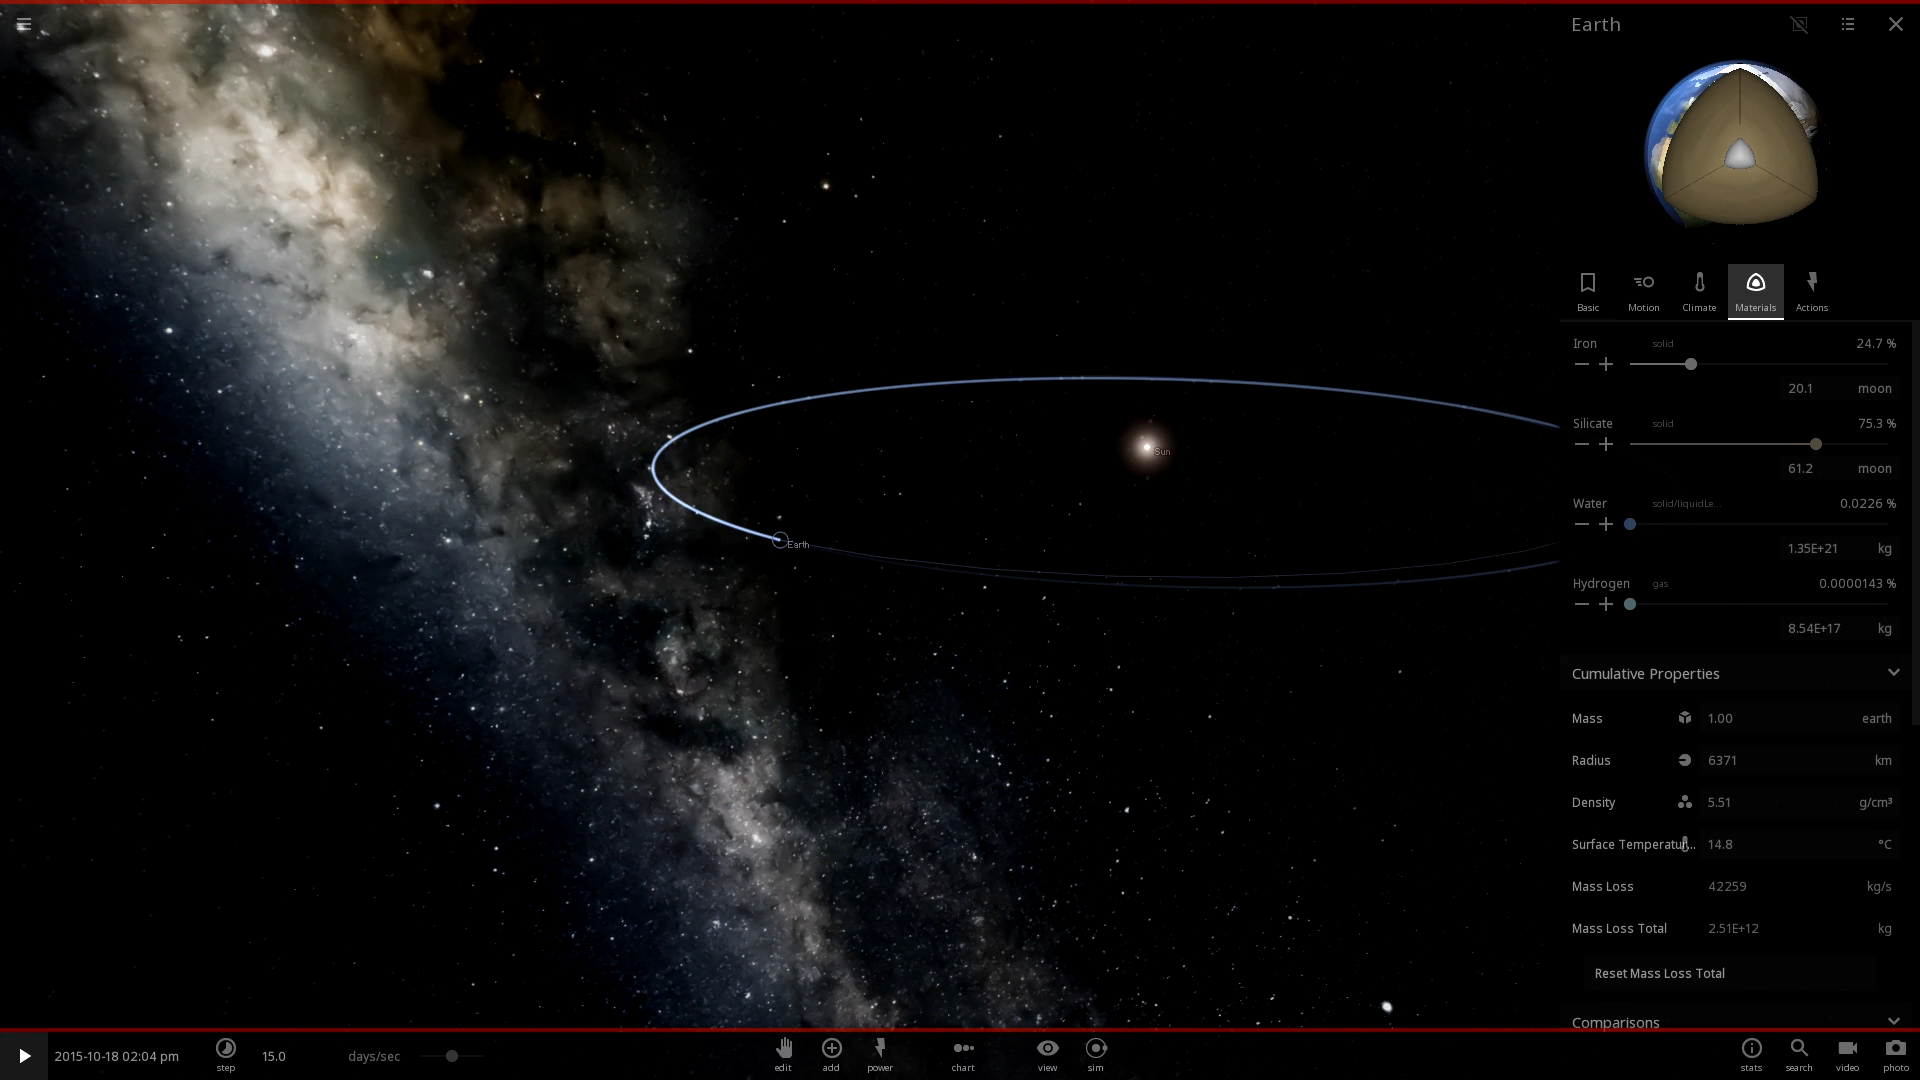 Earth
Basic
Motion
Climate
Materials
Actions
Iron solid 24.7 %
20.1 moon
Silicate solid 75.3 %
61.2 moon
Water solid/liquidLe... 0.0226 %
1.35E+21 kg
Hydrogen gas 0.0000143 %
8.54E+17 kg
Sun
Earth
Cumulative Properties
Mass 1.00 earth
Radius 6371 km
Density 5.51 g/cm³
Surface Temperatur... 14.8 °C
Mass Loss 42259 kg/s
Mass Loss Total 2.51E+12 kg
Reset Mass Loss Total
Comparisons
2015-10-18 02:04 pm
step
15.0 days/sec
edit
add
power
chart
view
sim
stats
search
video
photo